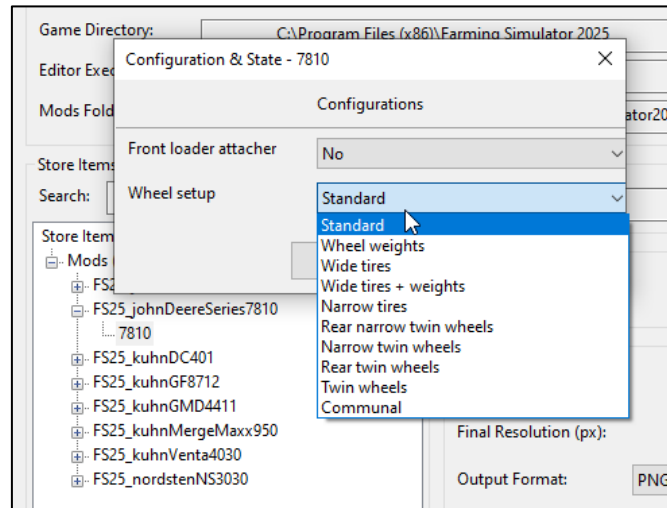 Game Directory:
C:\Program Files (x86)\Farming Simulator 2025
Configuration & State - 7810
Editor Exec
Configurations
Mods Fold
ator20
Front loader attacher
No
Store Items
Search:
Wheel setup
Standard
Standard
Wheel weights
Wide tires
Wide tires + weights
Narrow tires
Rear narrow twin wheels
Narrow twin wheels
Rear twin wheels
Twin wheels
Communal
Store Item
Mods
FS2
FS25_johnDeereSeries7810
7810
FS25_kuhnDC401
FS25_kuhnGF8712
FS25_kuhnGMD4411
FS25_kuhnMergeMaxx950
FS25_kuhnVenta4030
FS25_nordstenNS3030
Final Resolution (px):
Output Format:
PNG